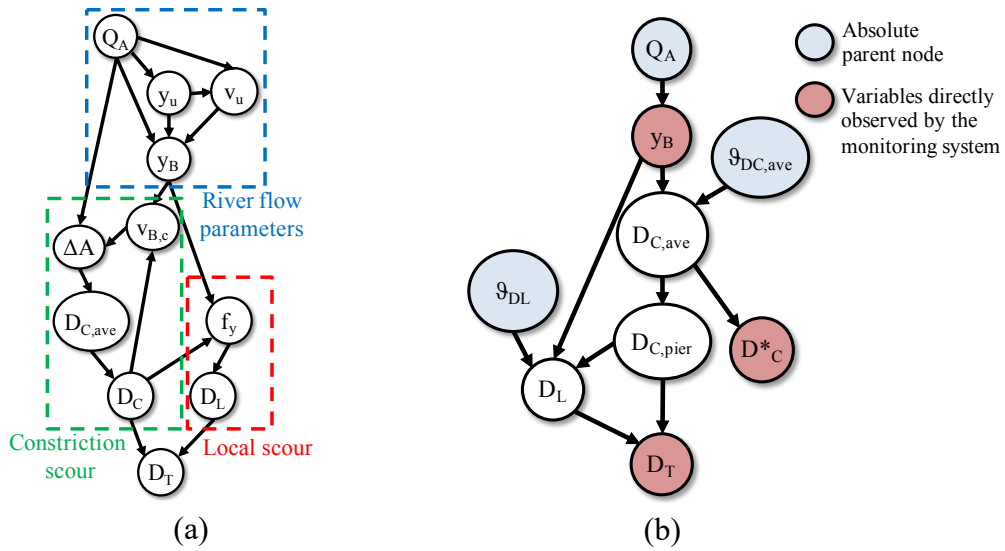 Q_A
y_u
v_u
y_B
River flow
parameters
v_B,c
ΔA
D_C,ave
f_y
D_C
D_L
Constriction
scour
Local scour
D_T
(a)
Q_A
y_B
ϑ_DC,ave
D_C,ave
ϑ_DL
D_C,pier
D*_C
D_L
D_T
(b)
Absolute
parent node
Variables directly
observed by the
monitoring system